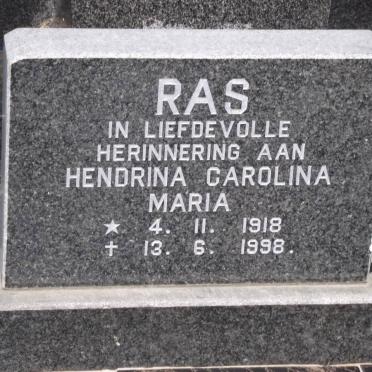 RAS
IN LIEFDEVOLLE
HERINNERING AAN
HENDRINA CAROLINA
MARIA
★ 4. 11. 1918
† 13. 6. 1998.